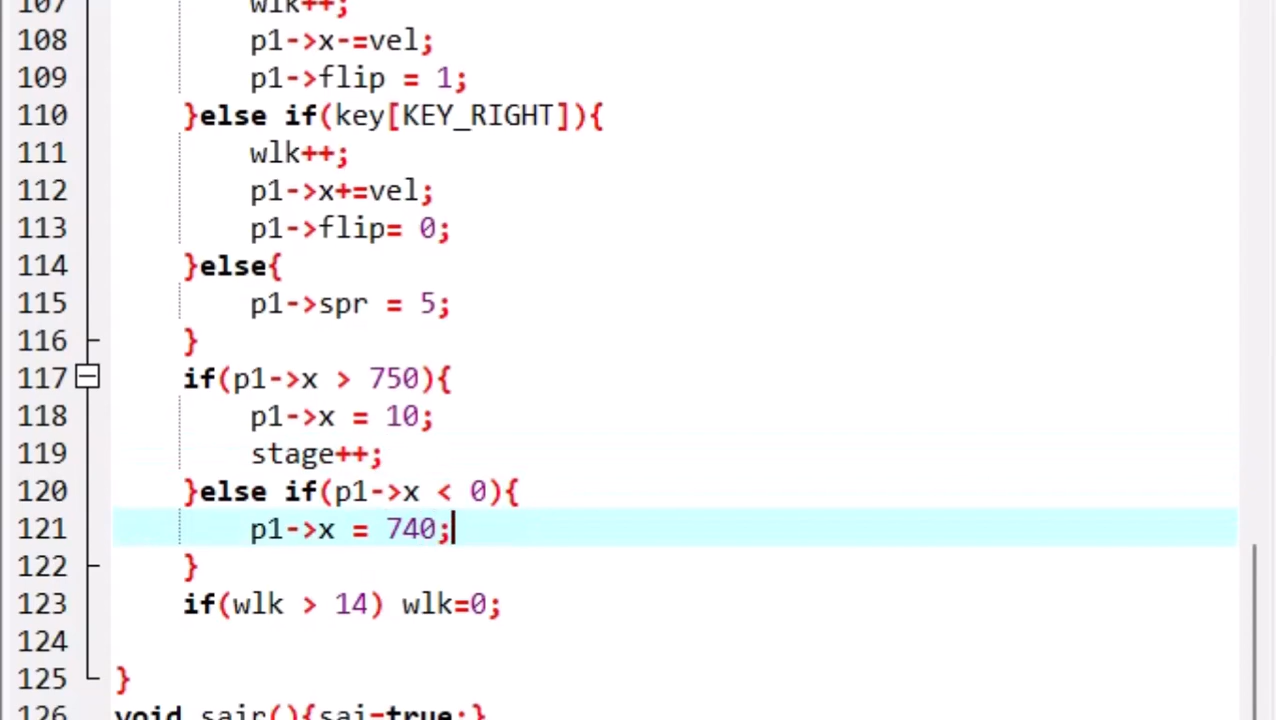 107 wlk++;
108 p1->x-=vel;
109 p1->flip = 1;
110 }else if(key[KEY_RIGHT]){
111 wlk++;
112 p1->x+=vel;
113 p1->flip= 0;
114 }else{
115 p1->spr = 5;
116 }
117 if(p1->x > 750){
118 p1->x = 10;
119 stage++;
120 }else if(p1->x < 0){
121 p1->x = 740;
122 }
123 if(wlk > 14) wlk=0;
124
125 }
126 void sair(){sai=true;}